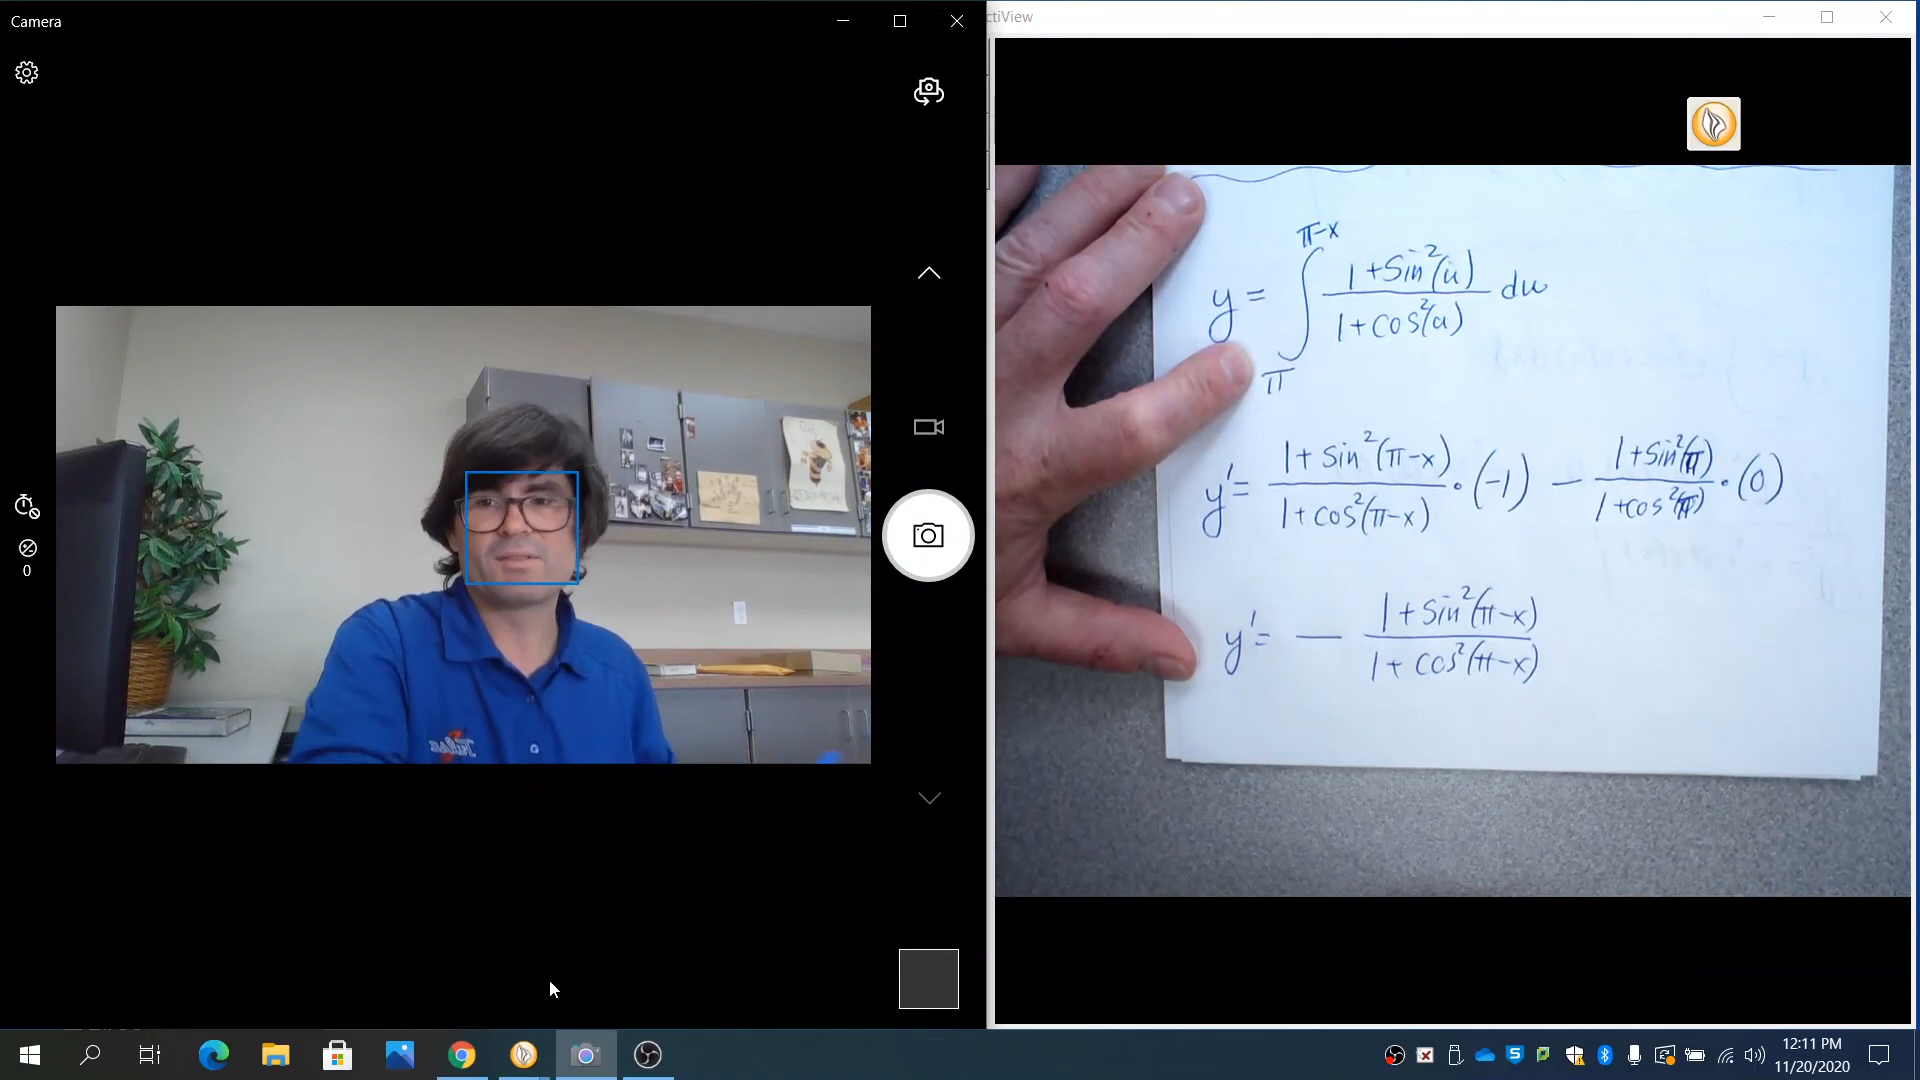 Camera
ctiView
0
π-x
y = ∫ 1+Sin²(u) / 1+cos²(u) du
π
y' = 1+Sin²(π-x) / 1+cos²(π-x) · (-1) - 1+Sin²(π) / 1+cos²(π) · (0)
y' = - 1+Sin²(π-x) / 1+cos²(π-x)
Tulsa
12:11 PM
11/20/2020